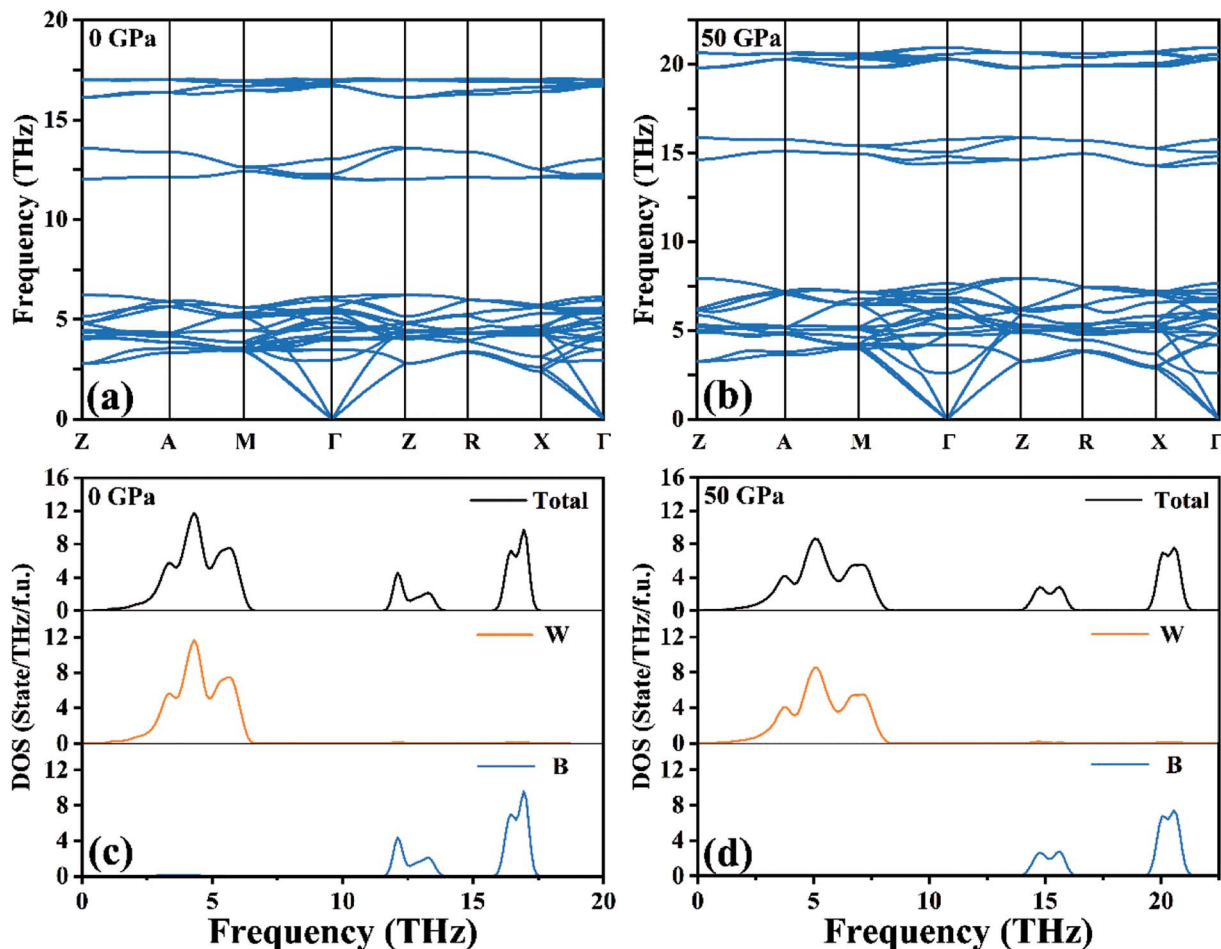 0 GPa
20
15
10
5
0
Frequency (THz)
(a)
Z A M Γ Z R X Γ
50 GPa
20
15
10
5
0
Frequency (THz)
(b)
Z A M Γ Z R X Γ
0 GPa
Total
16
12
8
4
0
W
12
8
4
0
B
12
8
4
0
DOS (State/THz/f.u.)
(c)
0 5 10 15 20
Frequency (THz)
50 GPa
Total
16
12
8
4
0
W
12
8
4
0
B
12
8
4
0
DOS (State/THz/f.u.)
(d)
0 5 10 15 20
Frequency (THz)